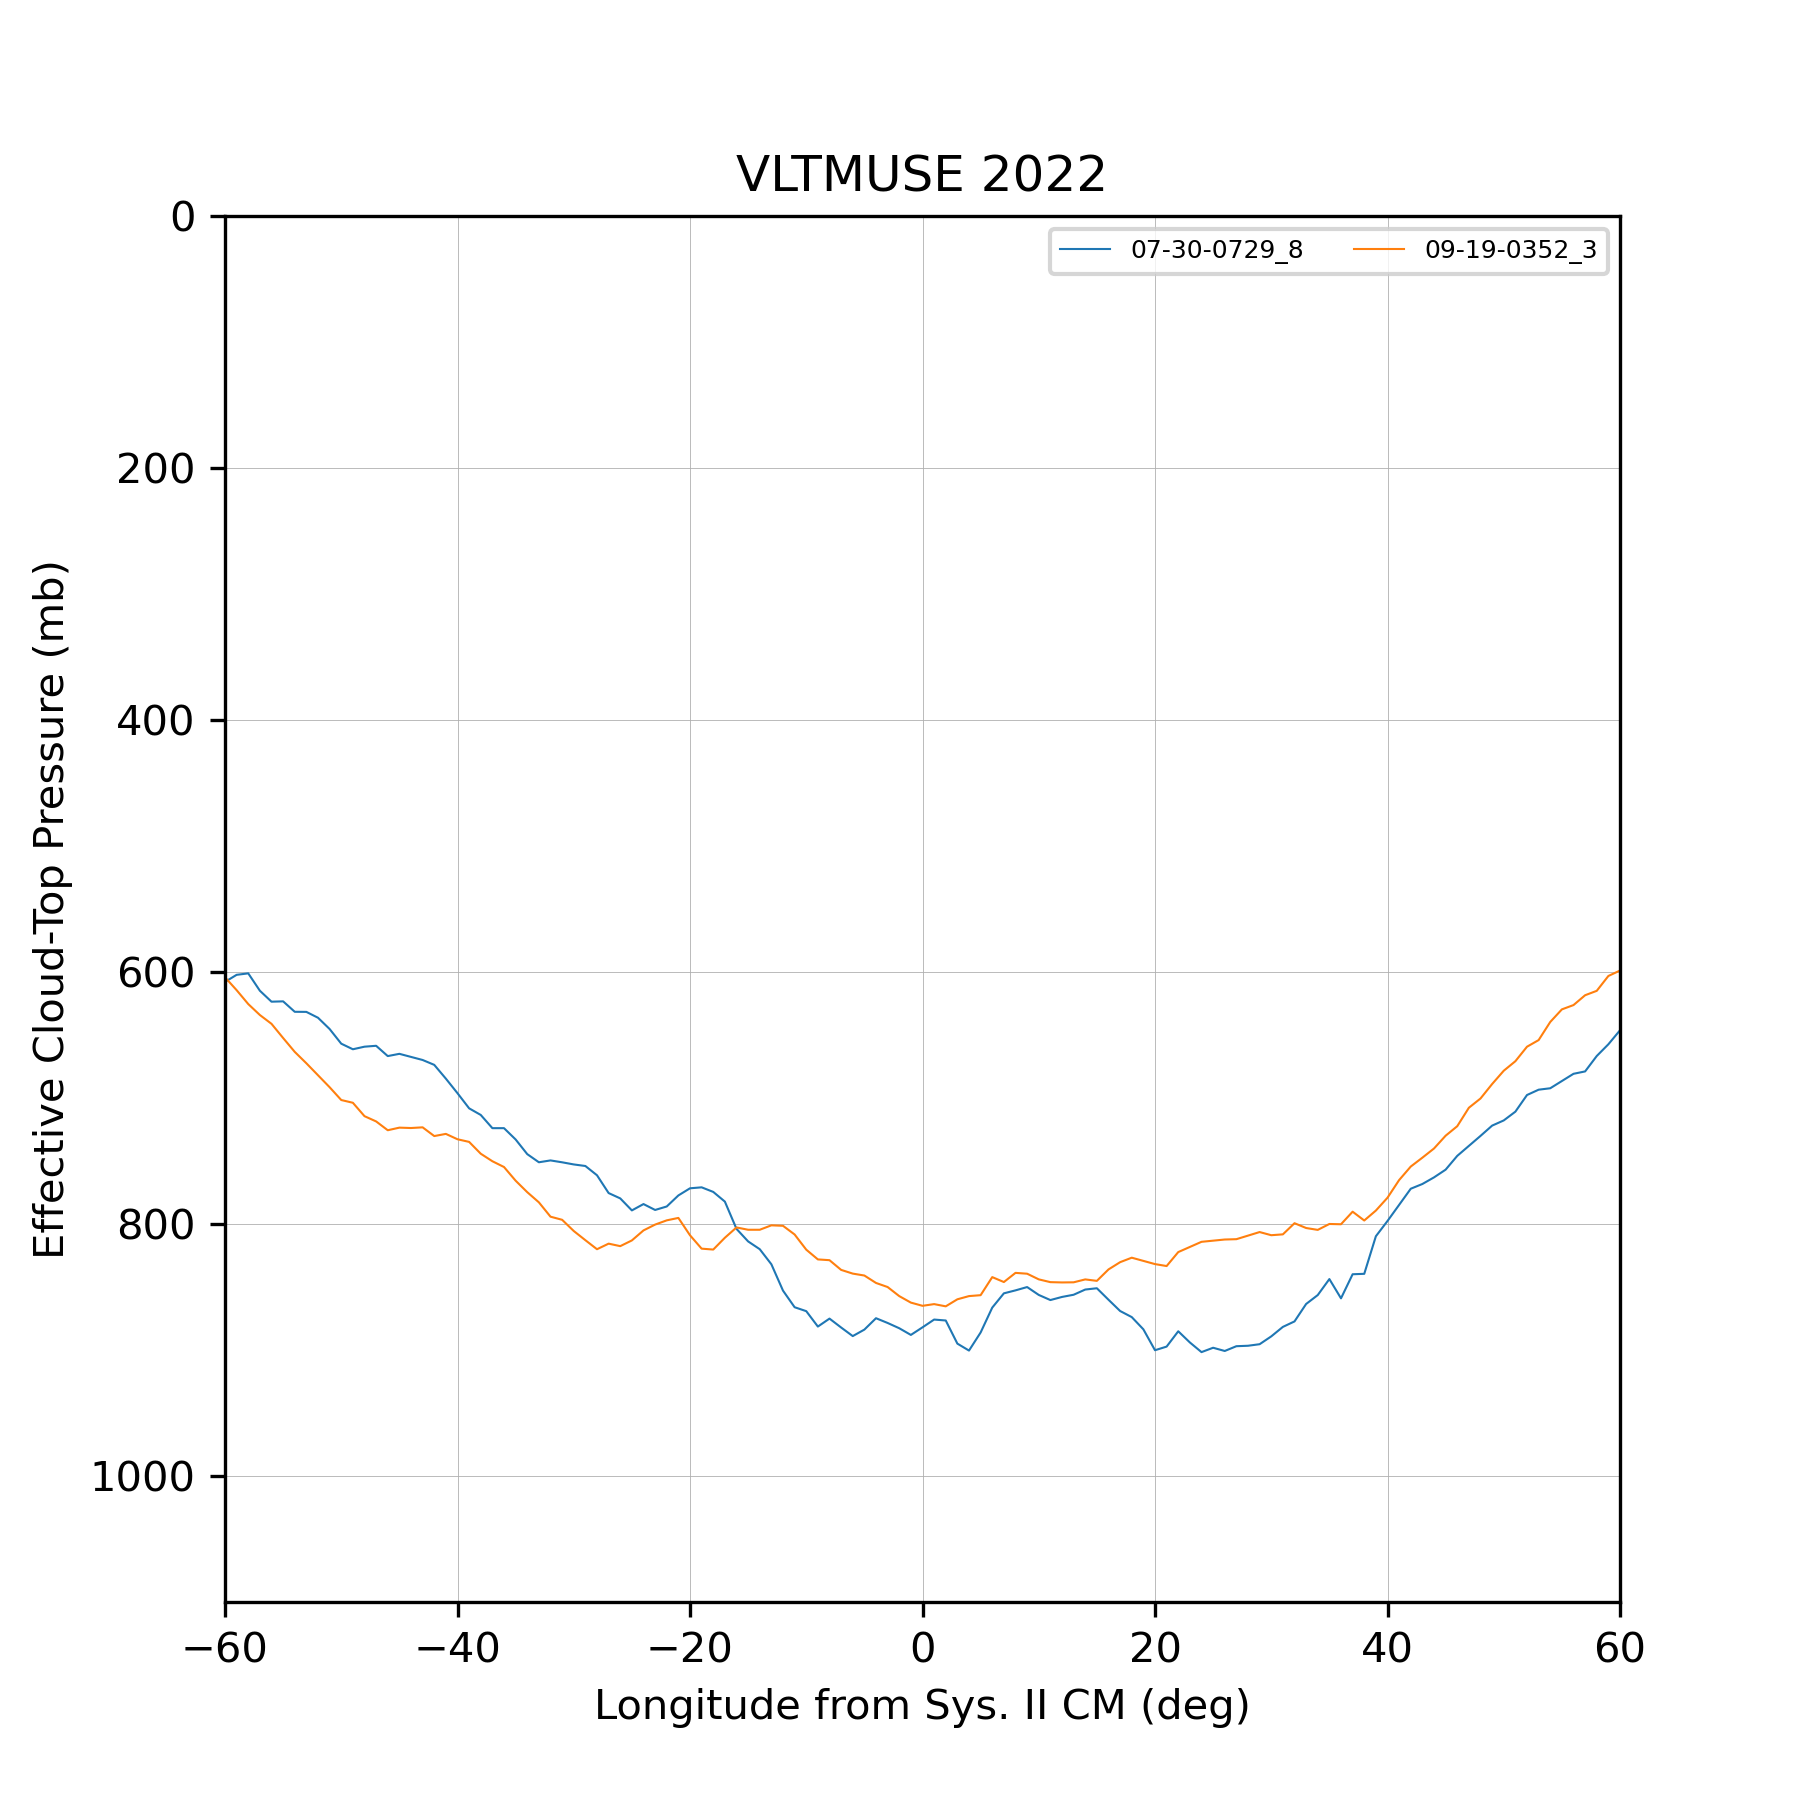 VLTMUSE 2022
07-30-0729_8 09-19-0352_3
0
200
400
600
800
1000
Effective Cloud-Top Pressure (mb)
−60 −40 −20 0 20 40 60
Longitude from Sys. II CM (deg)